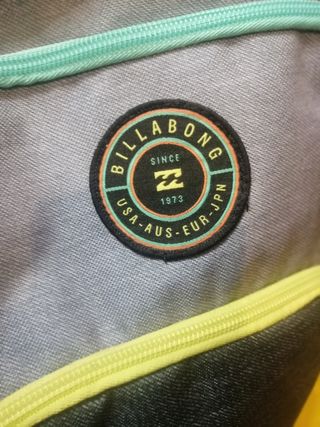 BILLABONG
SINCE
1973
USA-AUS-EUR-JPN